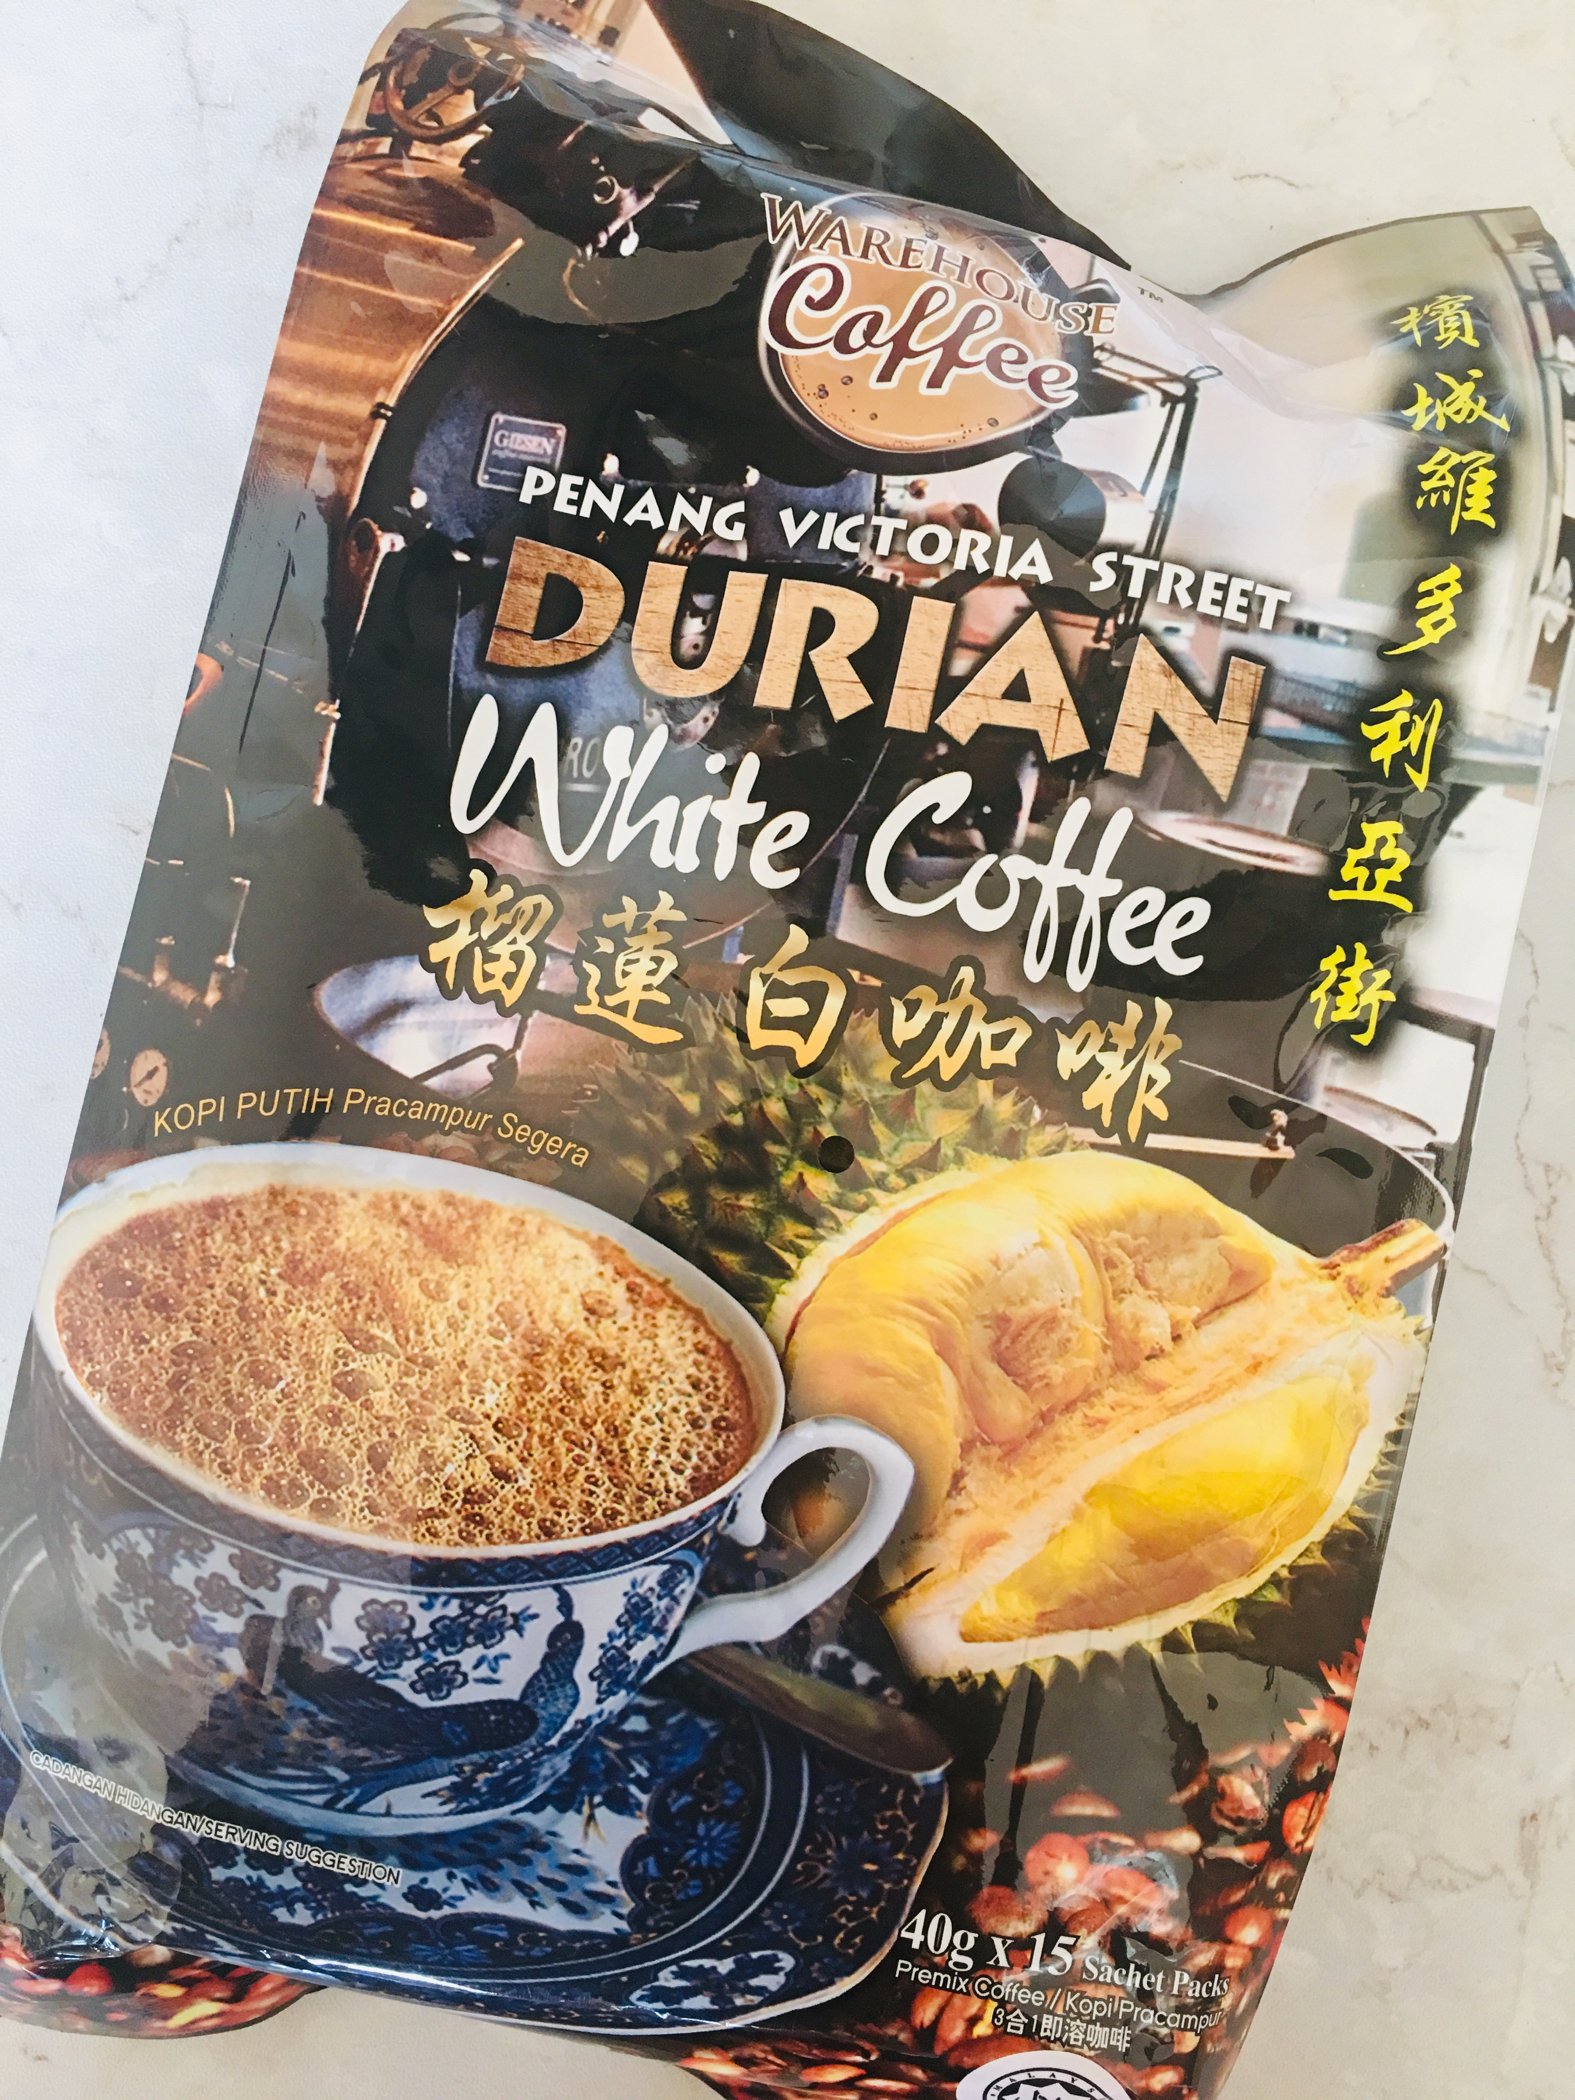 WAREHOUSE
Coffee™
GIESEN
PENANG VICTORIA STREET
DURIAN
White Coffee
榴蓮白咖啡
檳城維多利亞街
KOPI PUTIH Pracampur Segera
CADANGAN HIDANGAN/SERVING SUGGESTION
40g x 15 Sachet Packs
Premix Coffee / Kopi Pracampur
3合1即溶咖啡